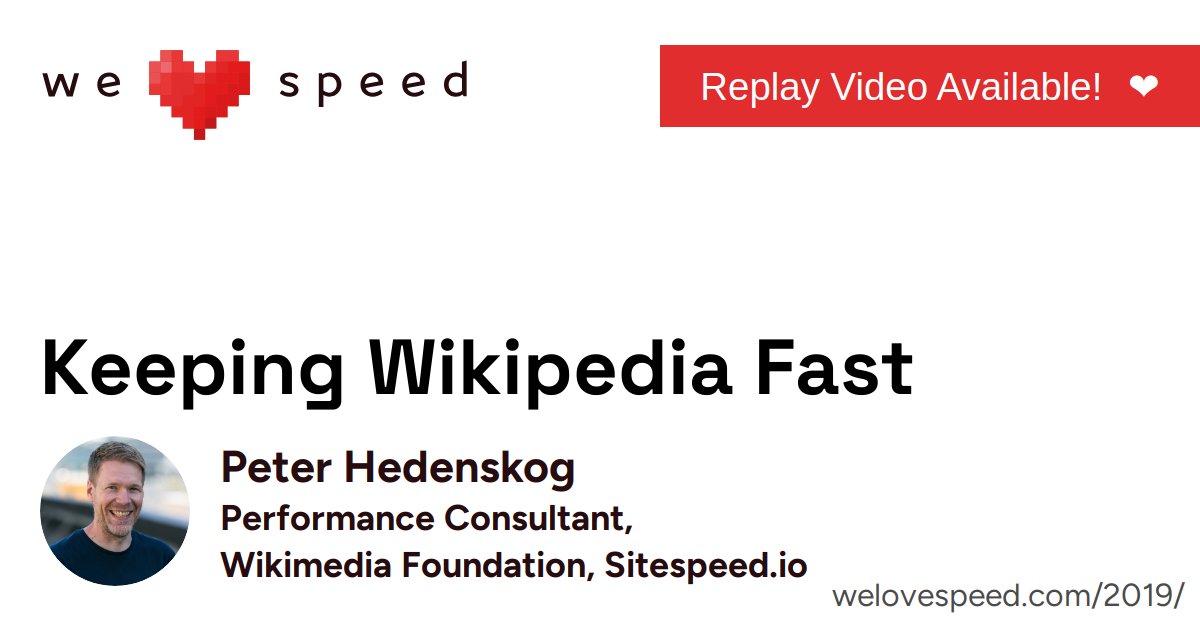 we ❤ speed
Replay Video Available! ❤
Keeping Wikipedia Fast
Peter Hedenskog
Performance Consultant,
Wikimedia Foundation, Sitespeed.io
welovespeed.com/2019/